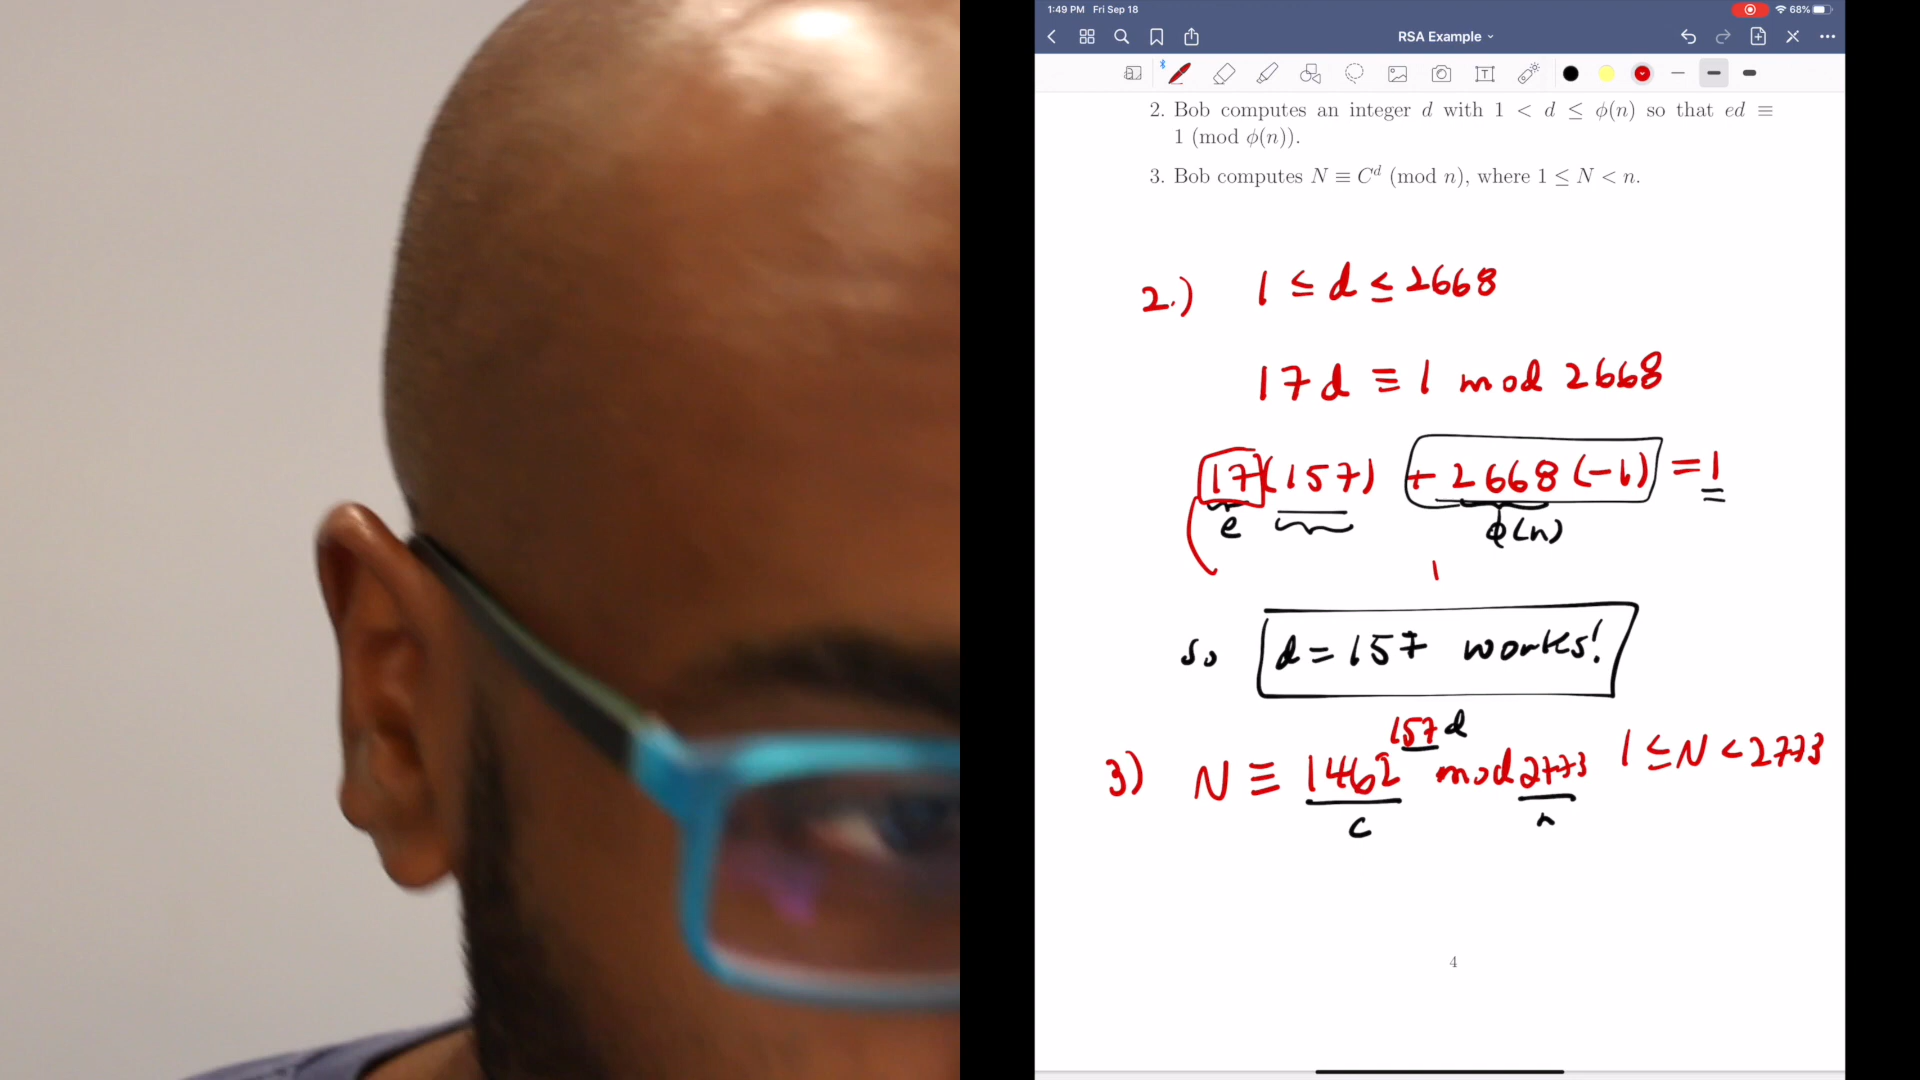 1:49 PM Fri Sep 18
68%
RSA Example
2. Bob computes an integer d with 1 < d ≤ ϕ(n) so that ed ≡
1 (mod ϕ(n)).
3. Bob computes N ≡ C^d (mod n), where 1 ≤ N < n.
2.) 1 ≤ d ≤ 2668
17d ≡ 1 mod 2668
17(157) + 2668(-1) = 1
e ϕ(n)
so d = 157 works!
157 d
3) N ≡ 1462 mod 2773 1 ≤ N < 2773
c n
4